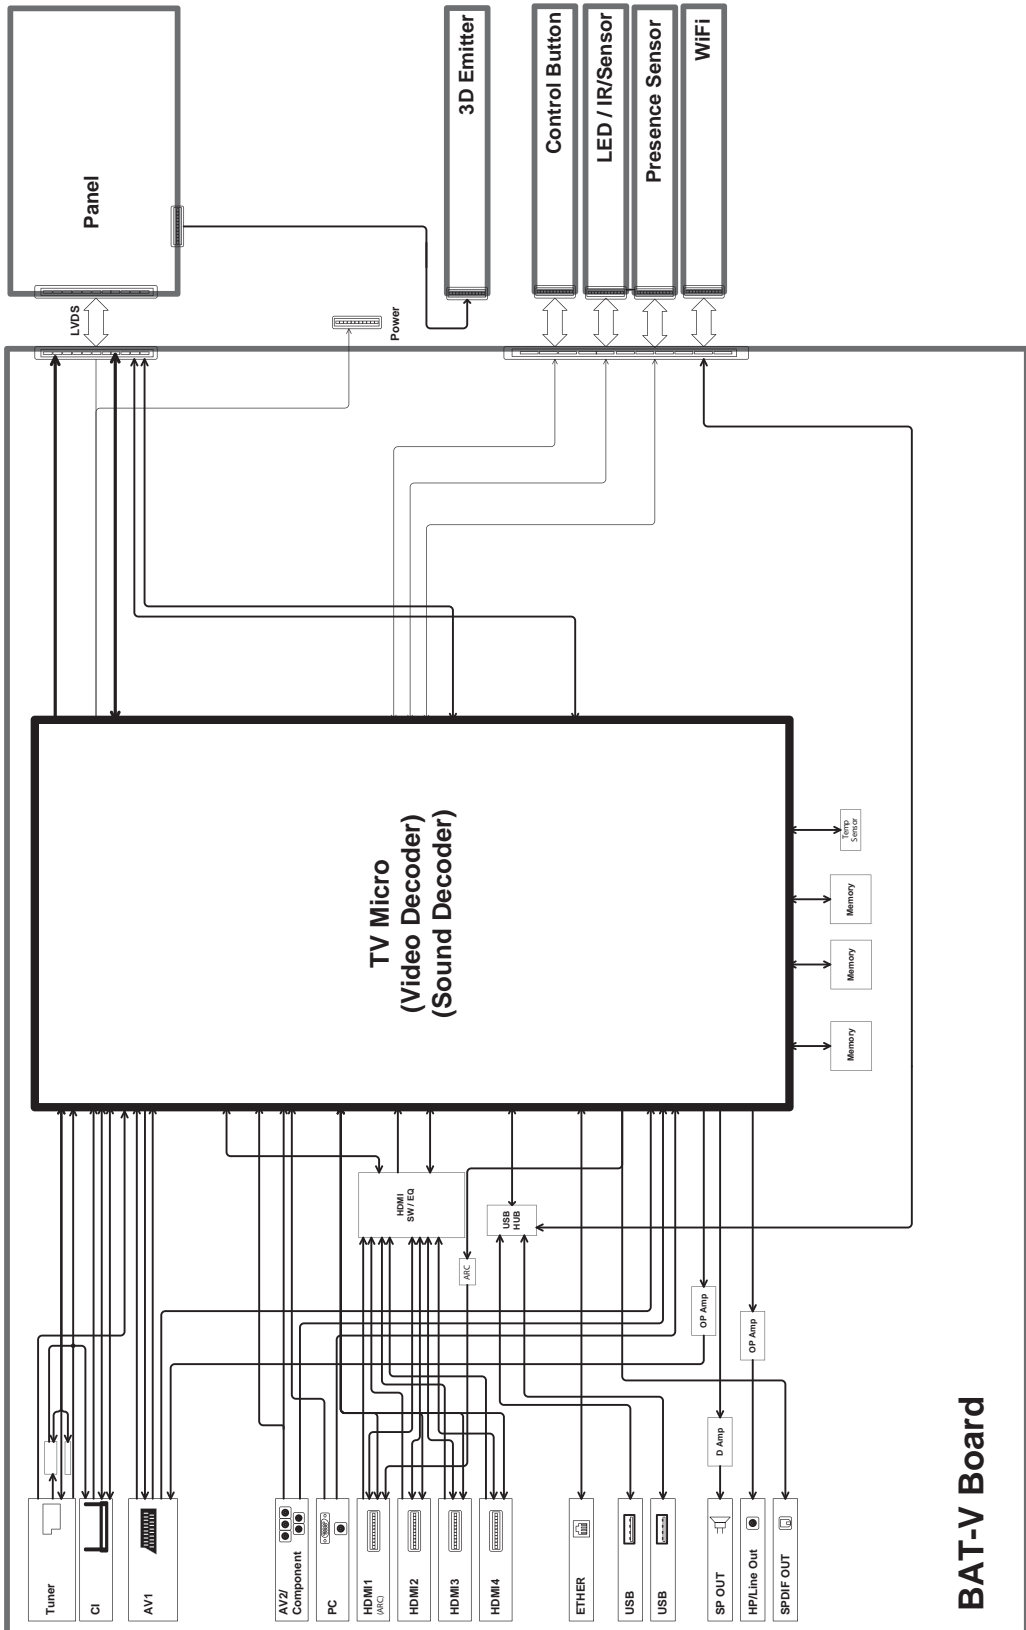 Panel
3D Emitter
Control Button
LED / IR/Sensor
Presence Sensor
WiFi
LVDS
Power
TV Micro
(Video Decoder)
(Sound Decoder)
Temp
Sensor
Memory
Memory
Memory
HDMI
SW / EQ
USB
HUB
ARC
OP Amp
OP Amp
D Amp
Tuner
CI
AV1
AV2/
Component
PC
HDMI1
(ARC)
HDMI2
HDMI3
HDMI4
ETHER
USB
USB
SP OUT
HP/Line Out
SPDIF OUT
BAT-V Board